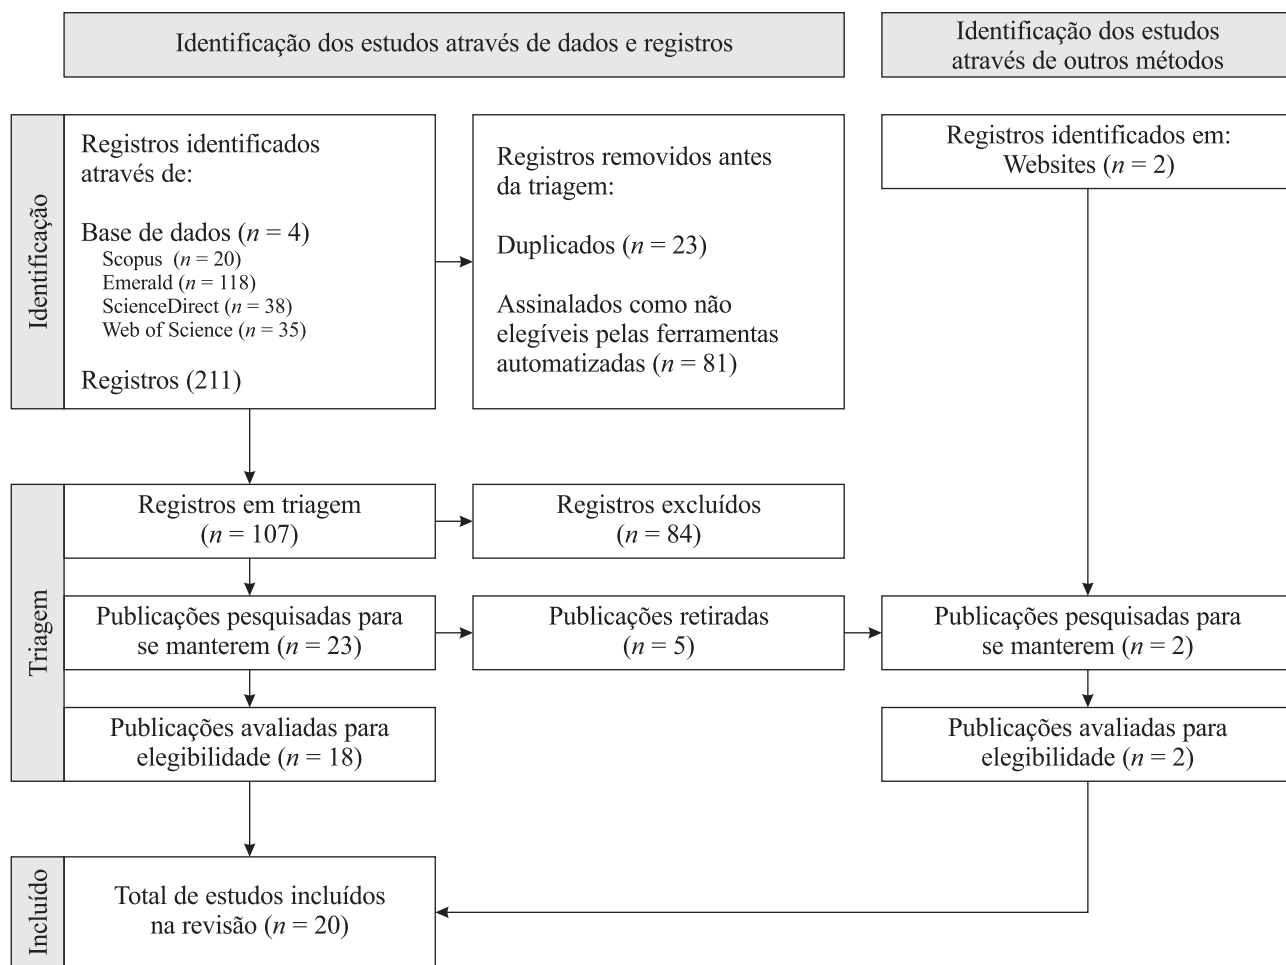 Identificação dos estudos através de dados e registros
Identificação dos estudos
através de outros métodos
Identificação
Registros identificados
através de:
Base de dados (n = 4)
Scopus (n = 20)
Emerald (n = 118)
ScienceDirect (n = 38)
Web of Science (n = 35)
Registros (211)
Registros removidos antes
da triagem:
Duplicados (n = 23)
Assinalados como não
elegíveis pelas ferramentas
automatizadas (n = 81)
Registros identificados em:
Websites (n = 2)
Triagem
Registros em triagem
(n = 107)
Registros excluídos
(n = 84)
Publicações pesquisadas para
se manterem (n = 23)
Publicações retiradas
(n = 5)
Publicações pesquisadas para
se manterem (n = 2)
Publicações avaliadas para
elegibilidade (n = 18)
Publicações avaliadas para
elegibilidade (n = 2)
Incluído
Total de estudos incluídos
na revisão (n = 20)